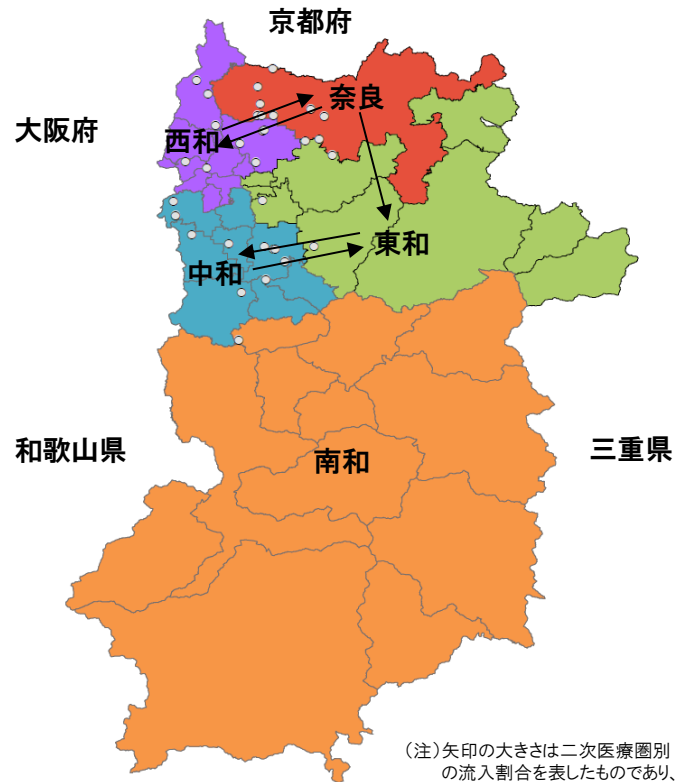 京都府
奈良
大阪府
西和
東和
中和
和歌山県
南和
三重県
(注)矢印の大きさは二次医療圏別
の流入割合を表したものであり、